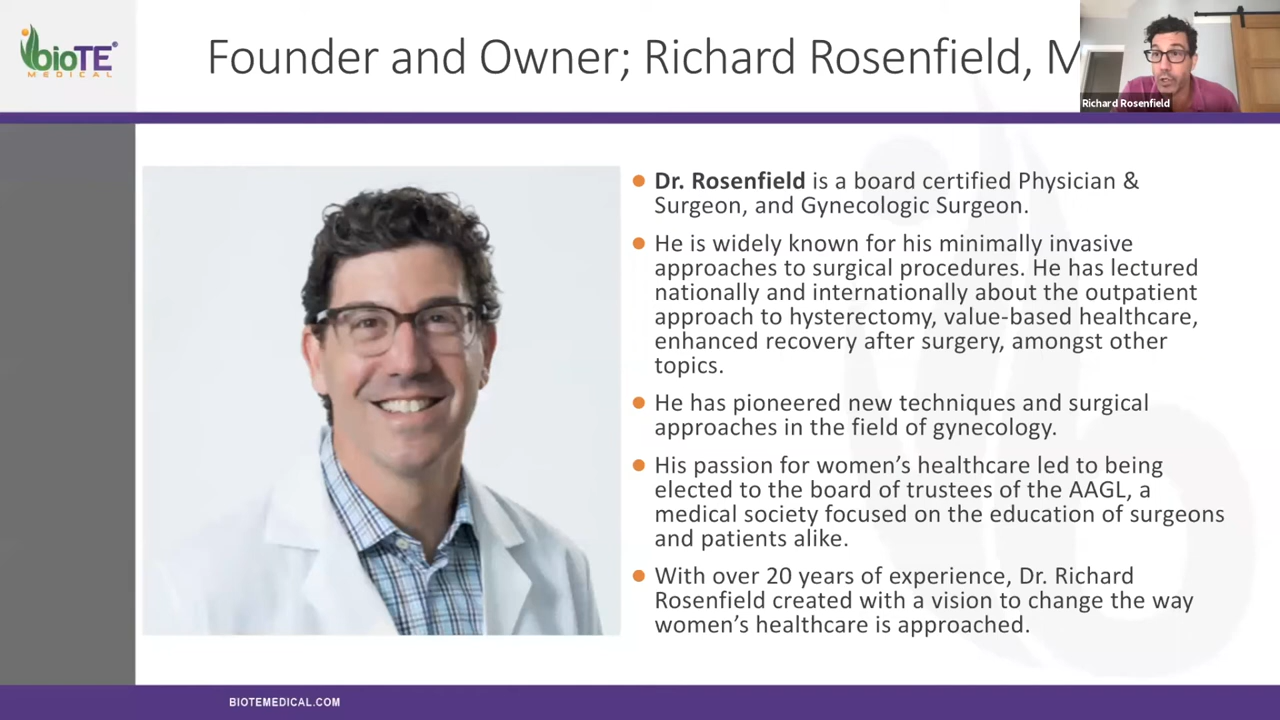 bioTE®
MEDICAL
Founder and Owner; Richard Rosenfield, M
Richard Rosenfield
Dr. Rosenfield is a board certified Physician &
Surgeon, and Gynecologic Surgeon.
He is widely known for his minimally invasive
approaches to surgical procedures. He has lectured
nationally and internationally about the outpatient
approach to hysterectomy, value-based healthcare,
enhanced recovery after surgery, amongst other
topics.
He has pioneered new techniques and surgical
approaches in the field of gynecology.
His passion for women’s healthcare led to being
elected to the board of trustees of the AAGL, a
medical society focused on the education of surgeons
and patients alike.
With over 20 years of experience, Dr. Richard
Rosenfield created with a vision to change the way
women’s healthcare is approached.
BIOTEMEDICAL.COM